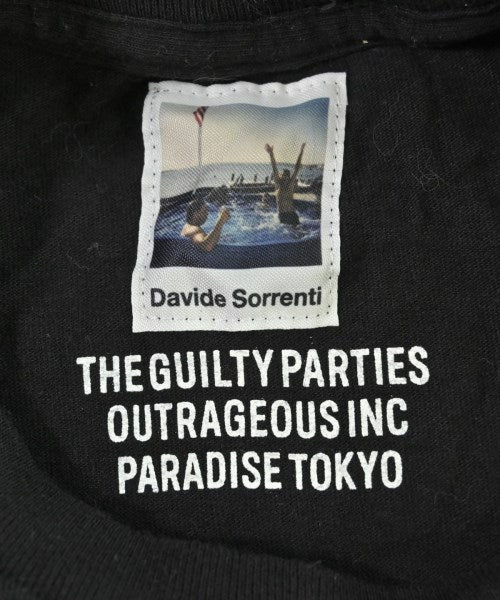 Davide Sorrenti
THE GUILTY PARTIES
OUTRAGEOUS INC
PARADISE TOKYO